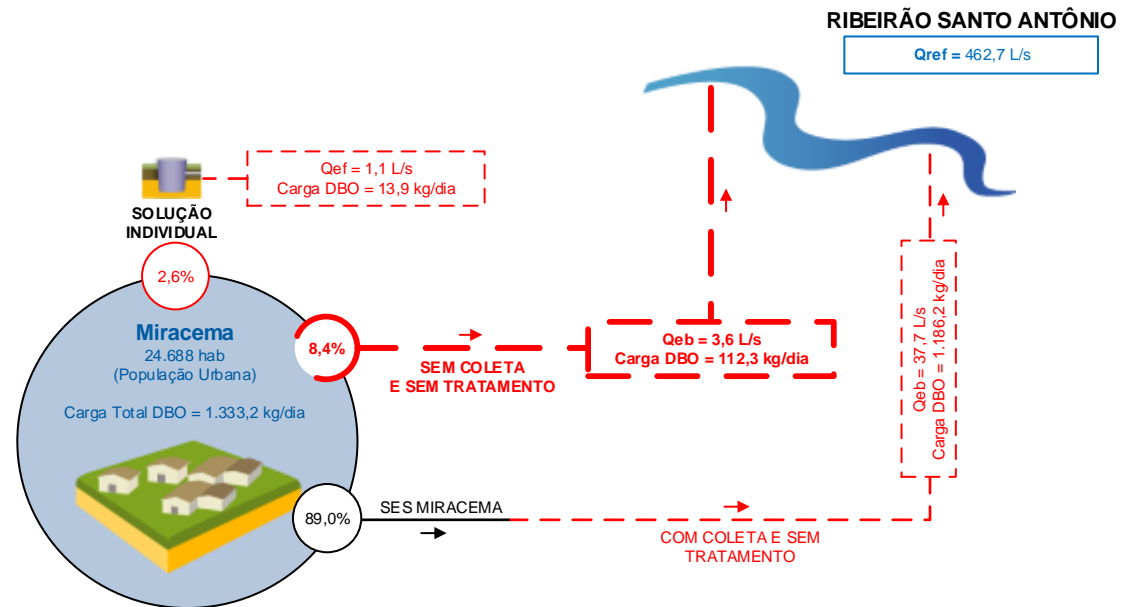 RIBEIRÃO SANTO ANTÔNIO
Qref = 462,7 L/s
Qef = 1,1 L/s
Carga DBO = 13,9 kg/dia
SOLUÇÃO
INDIVIDUAL
2,6%
Miracema
24.688 hab
(População Urbana)
Carga Total DBO = 1.333,2 kg/dia
8,4%
SEM COLETA
E SEM TRATAMENTO
Qeb = 3,6 L/s
Carga DBO = 112,3 kg/dia
Qeb = 37,7 L/s
Carga DBO = 1.186,2 kg/dia
89,0%
SES MIRACEMA
COM COLETA E SEM
TRATAMENTO